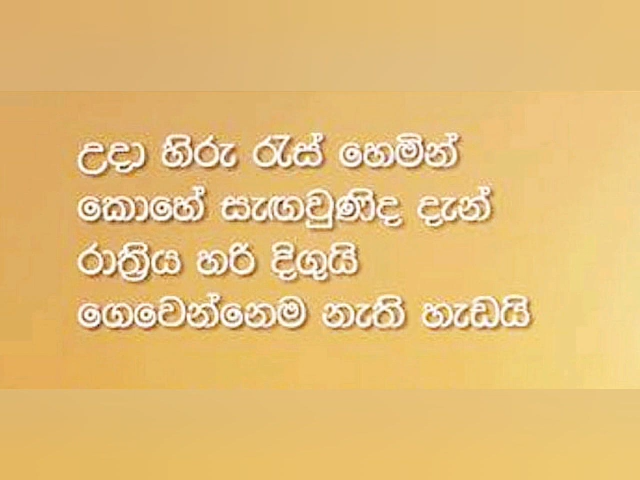 උදා හිරු රැස් හෙමින්
කොහේ සැඟවුණිද දැන්
රාත්‍රිය හරි දිගුයි
ගෙවෙන්නෙම නැති හැඩයි